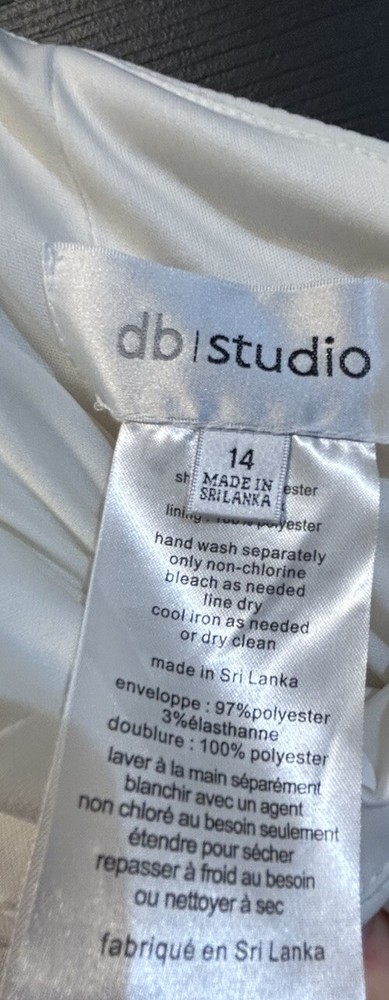 db|studio
14
MADE IN
SRI LANKA
sh ester
lining : 100% polyester
hand wash separately
only non-chlorine
bleach as needed
line dry
cool iron as needed
or dry clean
made in Sri Lanka
enveloppe : 97%polyester
3%élasthanne
doublure : 100% polyester
laver à la main séparément
blanchir avec un agent
non chloré au besoin seulement
étendre pour sécher
repasser à froid au besoin
ou nettoyer à sec
fabriqué en Sri Lanka